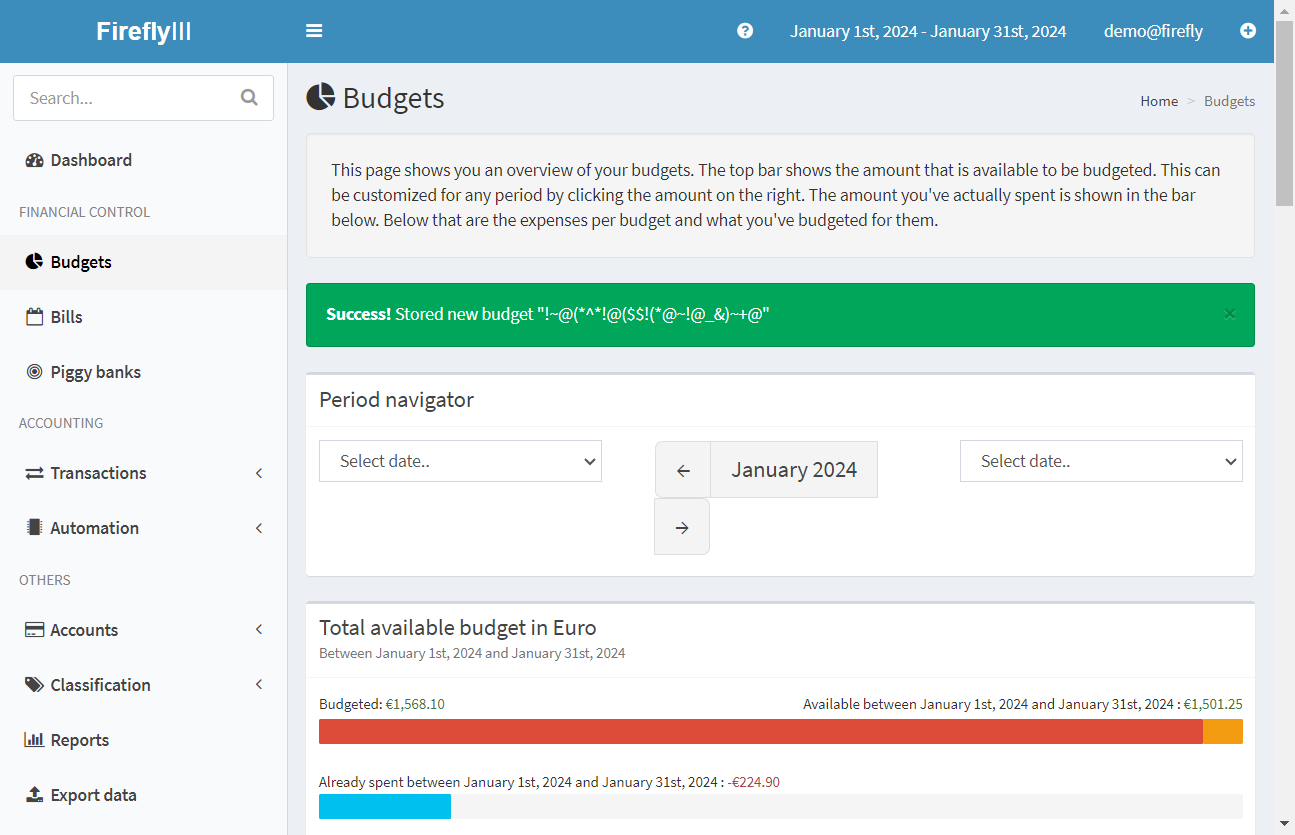 FireflyIII
January 1st, 2024 - January 31st, 2024
demo@firefly
Search...
Dashboard
FINANCIAL CONTROL
Budgets
Bills
Piggy banks
ACCOUNTING
Transactions
Automation
OTHERS
Accounts
Classification
Reports
Export data
Budgets
Home > Budgets
This page shows you an overview of your budgets. The top bar shows the amount that is available to be budgeted. This can
be customized for any period by clicking the amount on the right. The amount you've actually spent is shown in the bar
below. Below that are the expenses per budget and what you've budgeted for them.
Success! Stored new budget "!~@(*^*!@($$!(*@~!@_&)~+@"
×
Period navigator
Select date..
January 2024
Select date..
Total available budget in Euro
Between January 1st, 2024 and January 31st, 2024
Budgeted: €1,568.10
Available between January 1st, 2024 and January 31st, 2024 : €1,501.25
Already spent between January 1st, 2024 and January 31st, 2024 : -€224.90